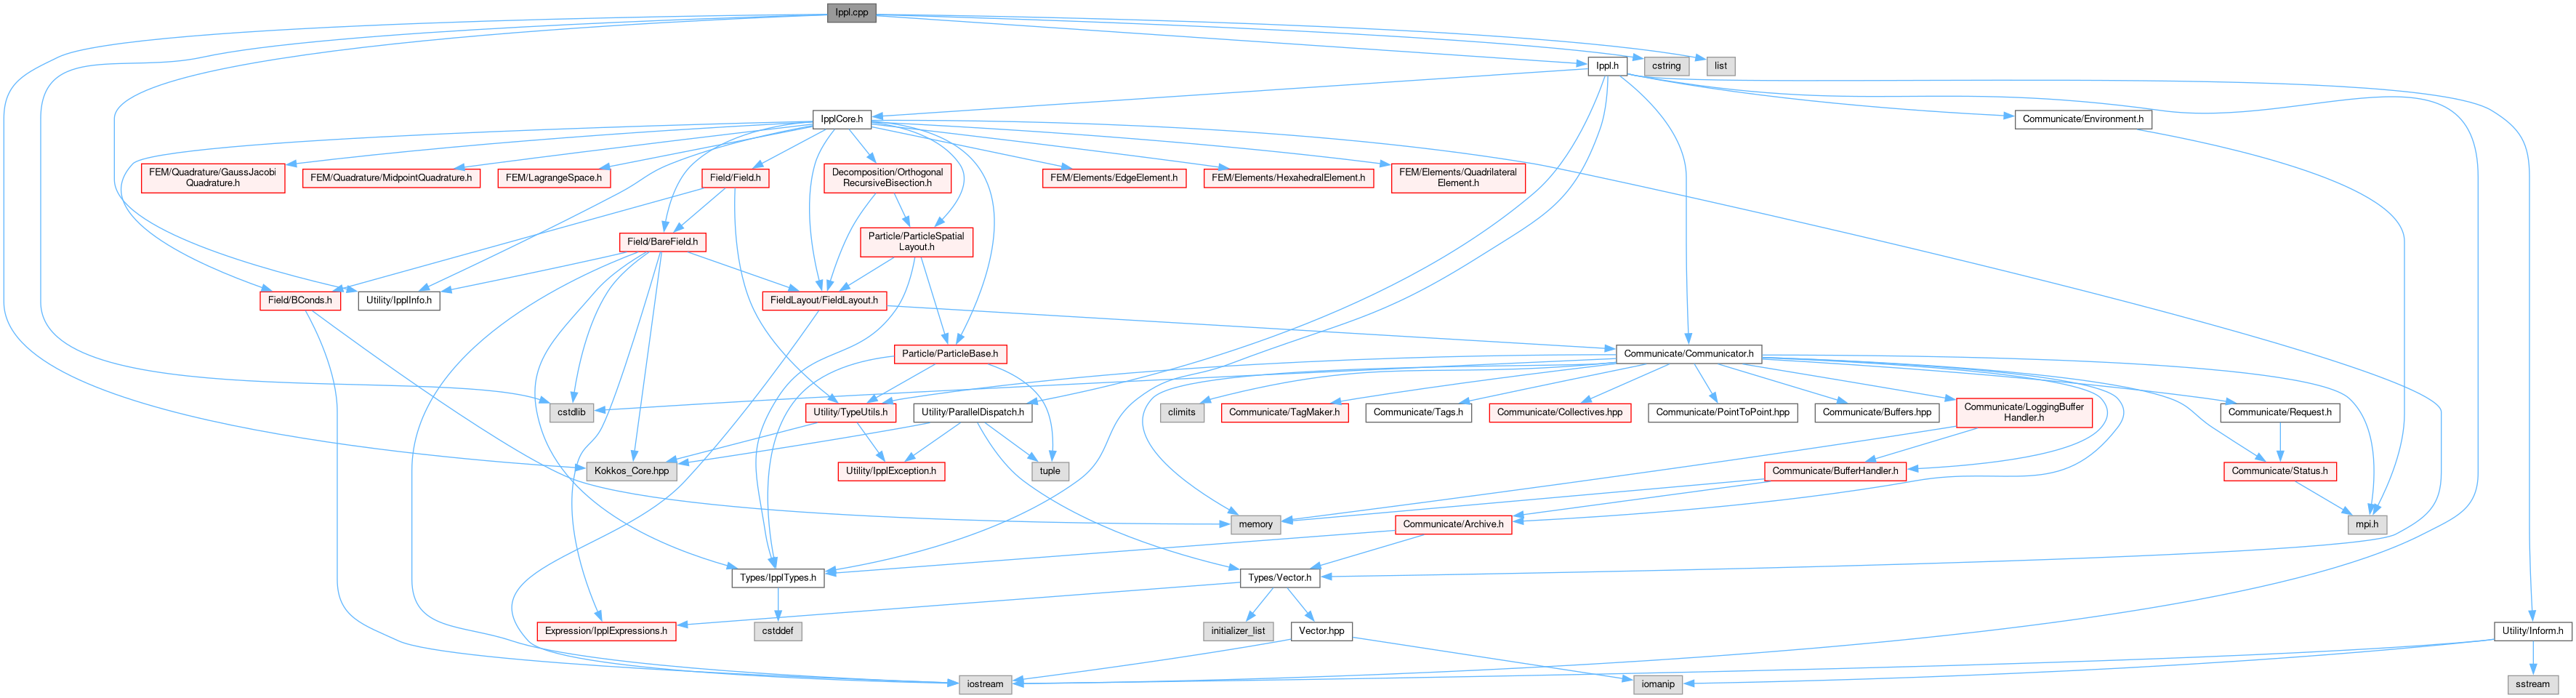 Ippl.cpp
Ippl.h
cstring
list
IpplCore.h
Communicate/Environment.h
FEM/Quadrature/GaussJacobi
Quadrature.h
FEM/Quadrature/MidpointQuadrature.h
FEM/LagrangeSpace.h
Field/Field.h
Decomposition/Orthogonal
RecursiveBisection.h
FEM/Elements/EdgeElement.h
FEM/Elements/HexahedralElement.h
FEM/Elements/Quadrilateral
Element.h
Field/BareField.h
Particle/ParticleSpatial
Layout.h
Field/BConds.h
Utility/IpplInfo.h
FieldLayout/FieldLayout.h
Particle/ParticleBase.h
Communicate/Communicator.h
cstdlib
Utility/TypeUtils.h
Utility/ParallelDispatch.h
climits
Communicate/TagMaker.h
Communicate/Tags.h
Communicate/Collectives.hpp
Communicate/PointToPoint.hpp
Communicate/Buffers.hpp
Communicate/LoggingBuffer
Handler.h
Communicate/Request.h
Kokkos_Core.hpp
Utility/IpplException.h
tuple
Communicate/BufferHandler.h
Communicate/Status.h
memory
Communicate/Archive.h
mpi.h
Types/IpplTypes.h
Types/Vector.h
Expression/IpplExpressions.h
cstddef
initializer_list
Vector.hpp
Utility/Inform.h
iostream
iomanip
sstream